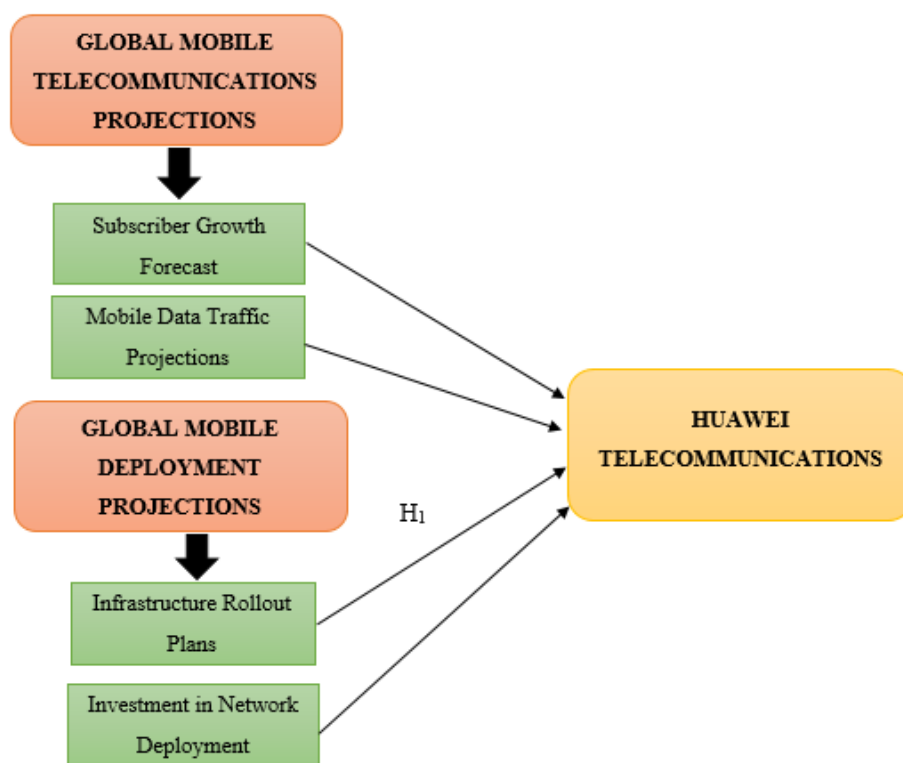 GLOBAL MOBILE
TELECOMMUNICATIONS
PROJECTIONS
Subscriber Growth
Forecast
Mobile Data Traffic
Projections
GLOBAL MOBILE
DEPLOYMENT
PROJECTIONS
H1
Infrastructure Rollout
Plans
Investment in Network
Deployment
HUAWEI
TELECOMMUNICATIONS